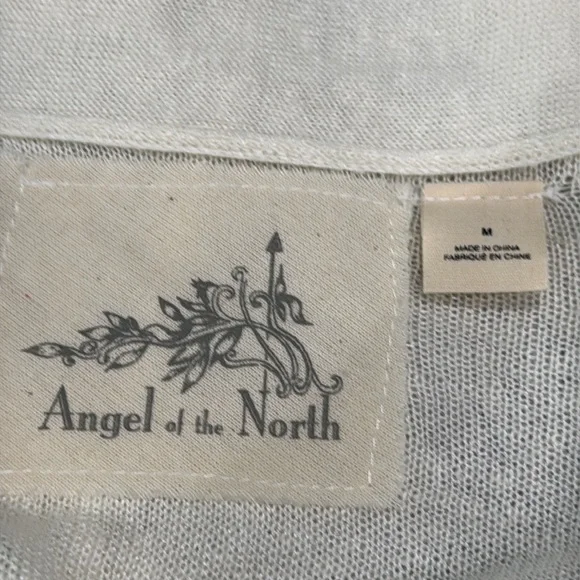 Angel of the North
M
MADE IN CHINA
FABRIQUÉ EN CHINE